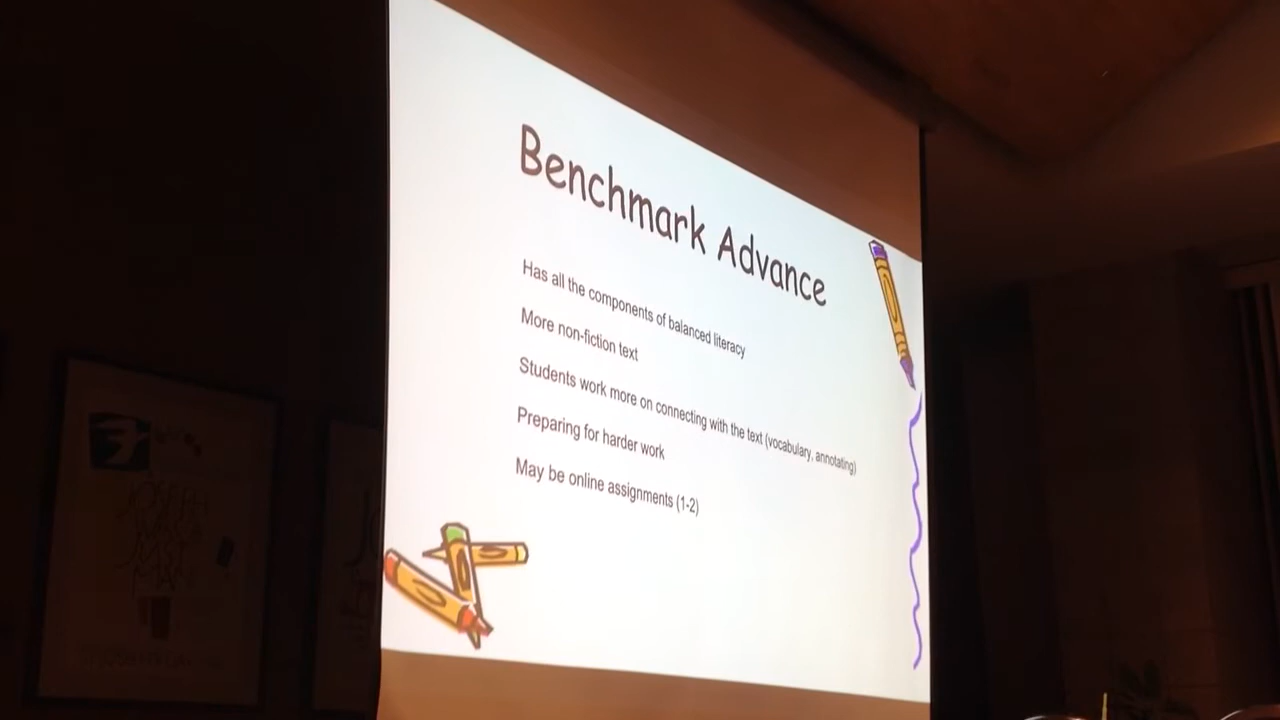 Benchmark Advance
Has all the components of balanced literacy
More non-fiction text
Students work more on connecting with the text (vocabulary, annotating)
Preparing for harder work
May be online assignments (1-2)